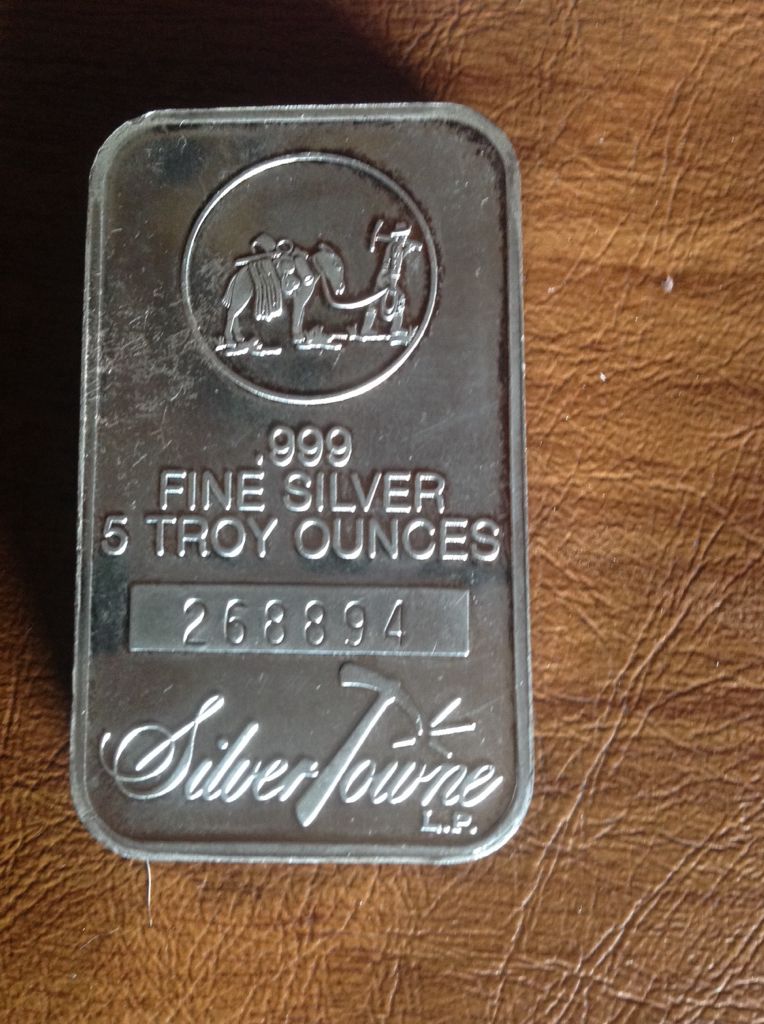 .999
FINE SILVER
5 TROY OUNCES
268894
SilverTowne
L.P.